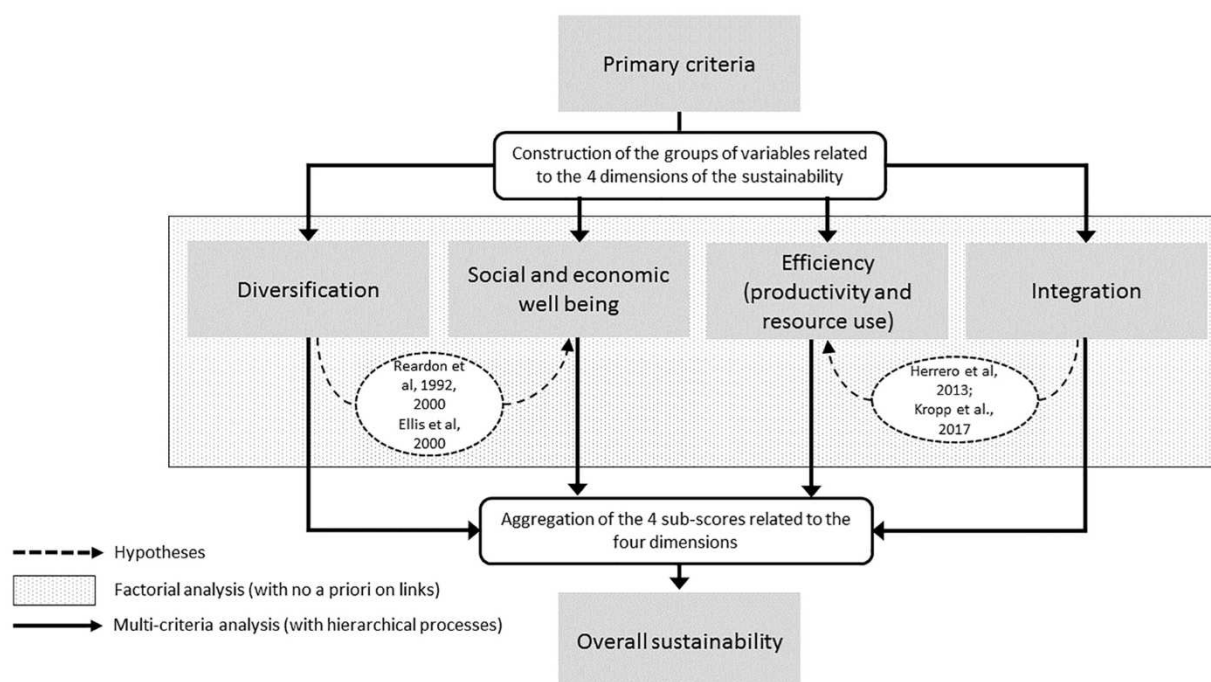 Primary criteria
Construction of the groups of variables related
to the 4 dimensions of the sustainability
Diversification
Social and economic
well being
Efficiency
(productivity and
resource use)
Integration
Reardon et
al, 1992,
2000
Ellis et al,
2000
Herrero et al,
2013;
Kropp et al.,
2017
Aggregation of the 4 sub-scores related to the
four dimensions
Hypotheses
Factorial analysis (with no a priori on links)
Multi-criteria analysis (with hierarchical processes)
Overall sustainability